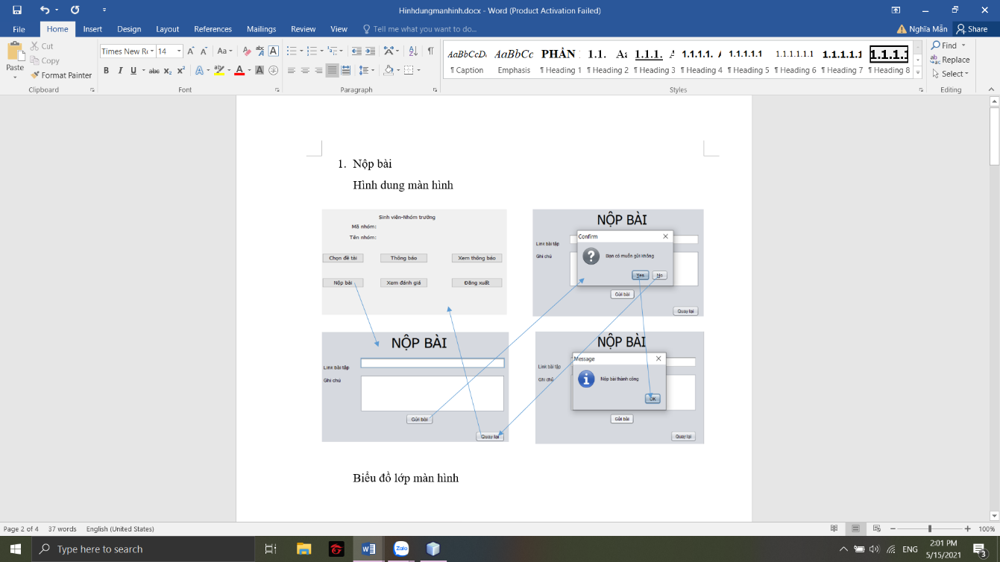 Hinhdungmanhinh.docx - Word (Product Activation Failed)
File Home Insert Design Layout References Mailings Review View Tell me what you want to do... Nghĩa Mẫn Share
Paste Cut Copy Format Painter
Times New Ro 14 Aa
B I U abc X₂ X² A A A
AaBbCcDo AaBbCc PHẦN 1.1. Aa 1.1.1. A 1.1.1.1. A 1.1.1.1.1 1.1.1.1.1.1 1.1.1.1.1 1.1.1.1
¶ Caption Emphasis ¶ Heading 1 ¶ Heading 2 ¶ Heading 3 ¶ Heading 4 ¶ Heading 5 ¶ Heading 6 ¶ Heading 7 ¶ Heading 8
Find
Replace
Select
Clipboard Font Paragraph Styles Editing
1. Nộp bài
Hình dung màn hình
Sinh viên-Nhóm trưởng
Mã nhóm:
Tên nhóm:
Chọn đề tài Thông báo Xem thông báo
Nộp bài Xem đánh giá Đăng xuất
NỘP BÀI
Link bài tập
Ghi chú
Confirm
Bạn có muốn gửi không
Yes No
Gửi bài
Quay lại
NỘP BÀI
Link bài tập
Ghi chú
Gửi bài
Quay lại
NỘP BÀI
Link bài tập
Ghi chú
Message
Nộp bài thành công
OK
Gửi bài
Quay lại
Biểu đồ lớp màn hình
Page 2 of 4 37 words English (United States) 100%
Type here to search
Zalo
ENG
2:01 PM
5/15/2021
3